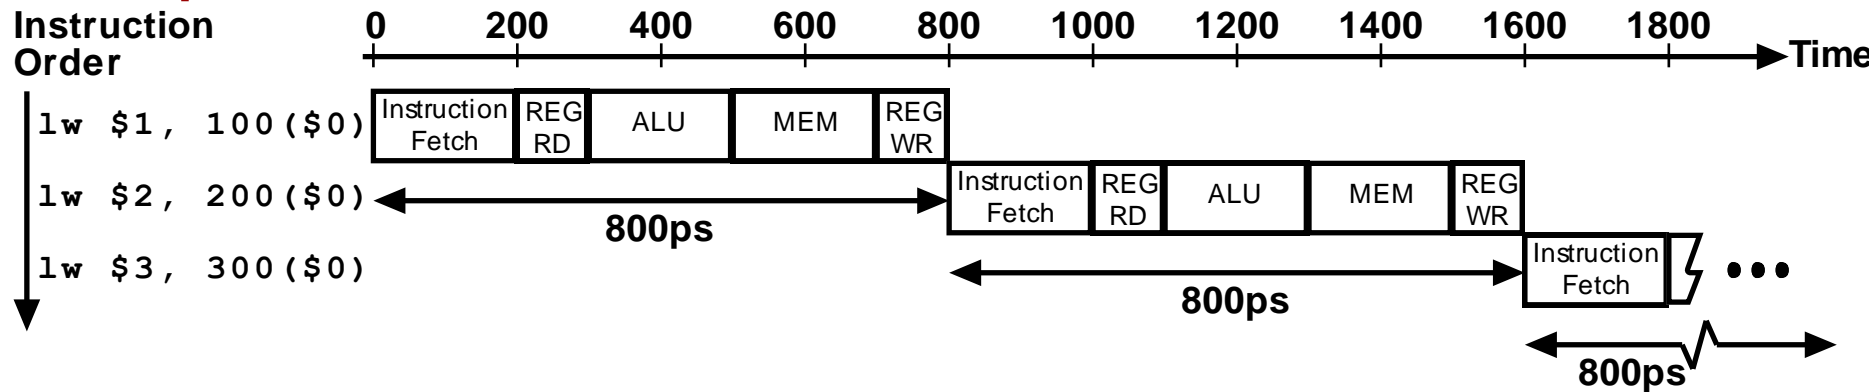 Instruction
Order
0 200 400 600 800 1000 1200 1400 1600 1800
Time
lw $1, 100($0)
Instruction
Fetch
REG
RD
ALU
MEM
REG
WR
lw $2, 200($0)
800ps
Instruction
Fetch
REG
RD
ALU
MEM
REG
WR
lw $3, 300($0)
800ps
Instruction
Fetch
•••
800ps